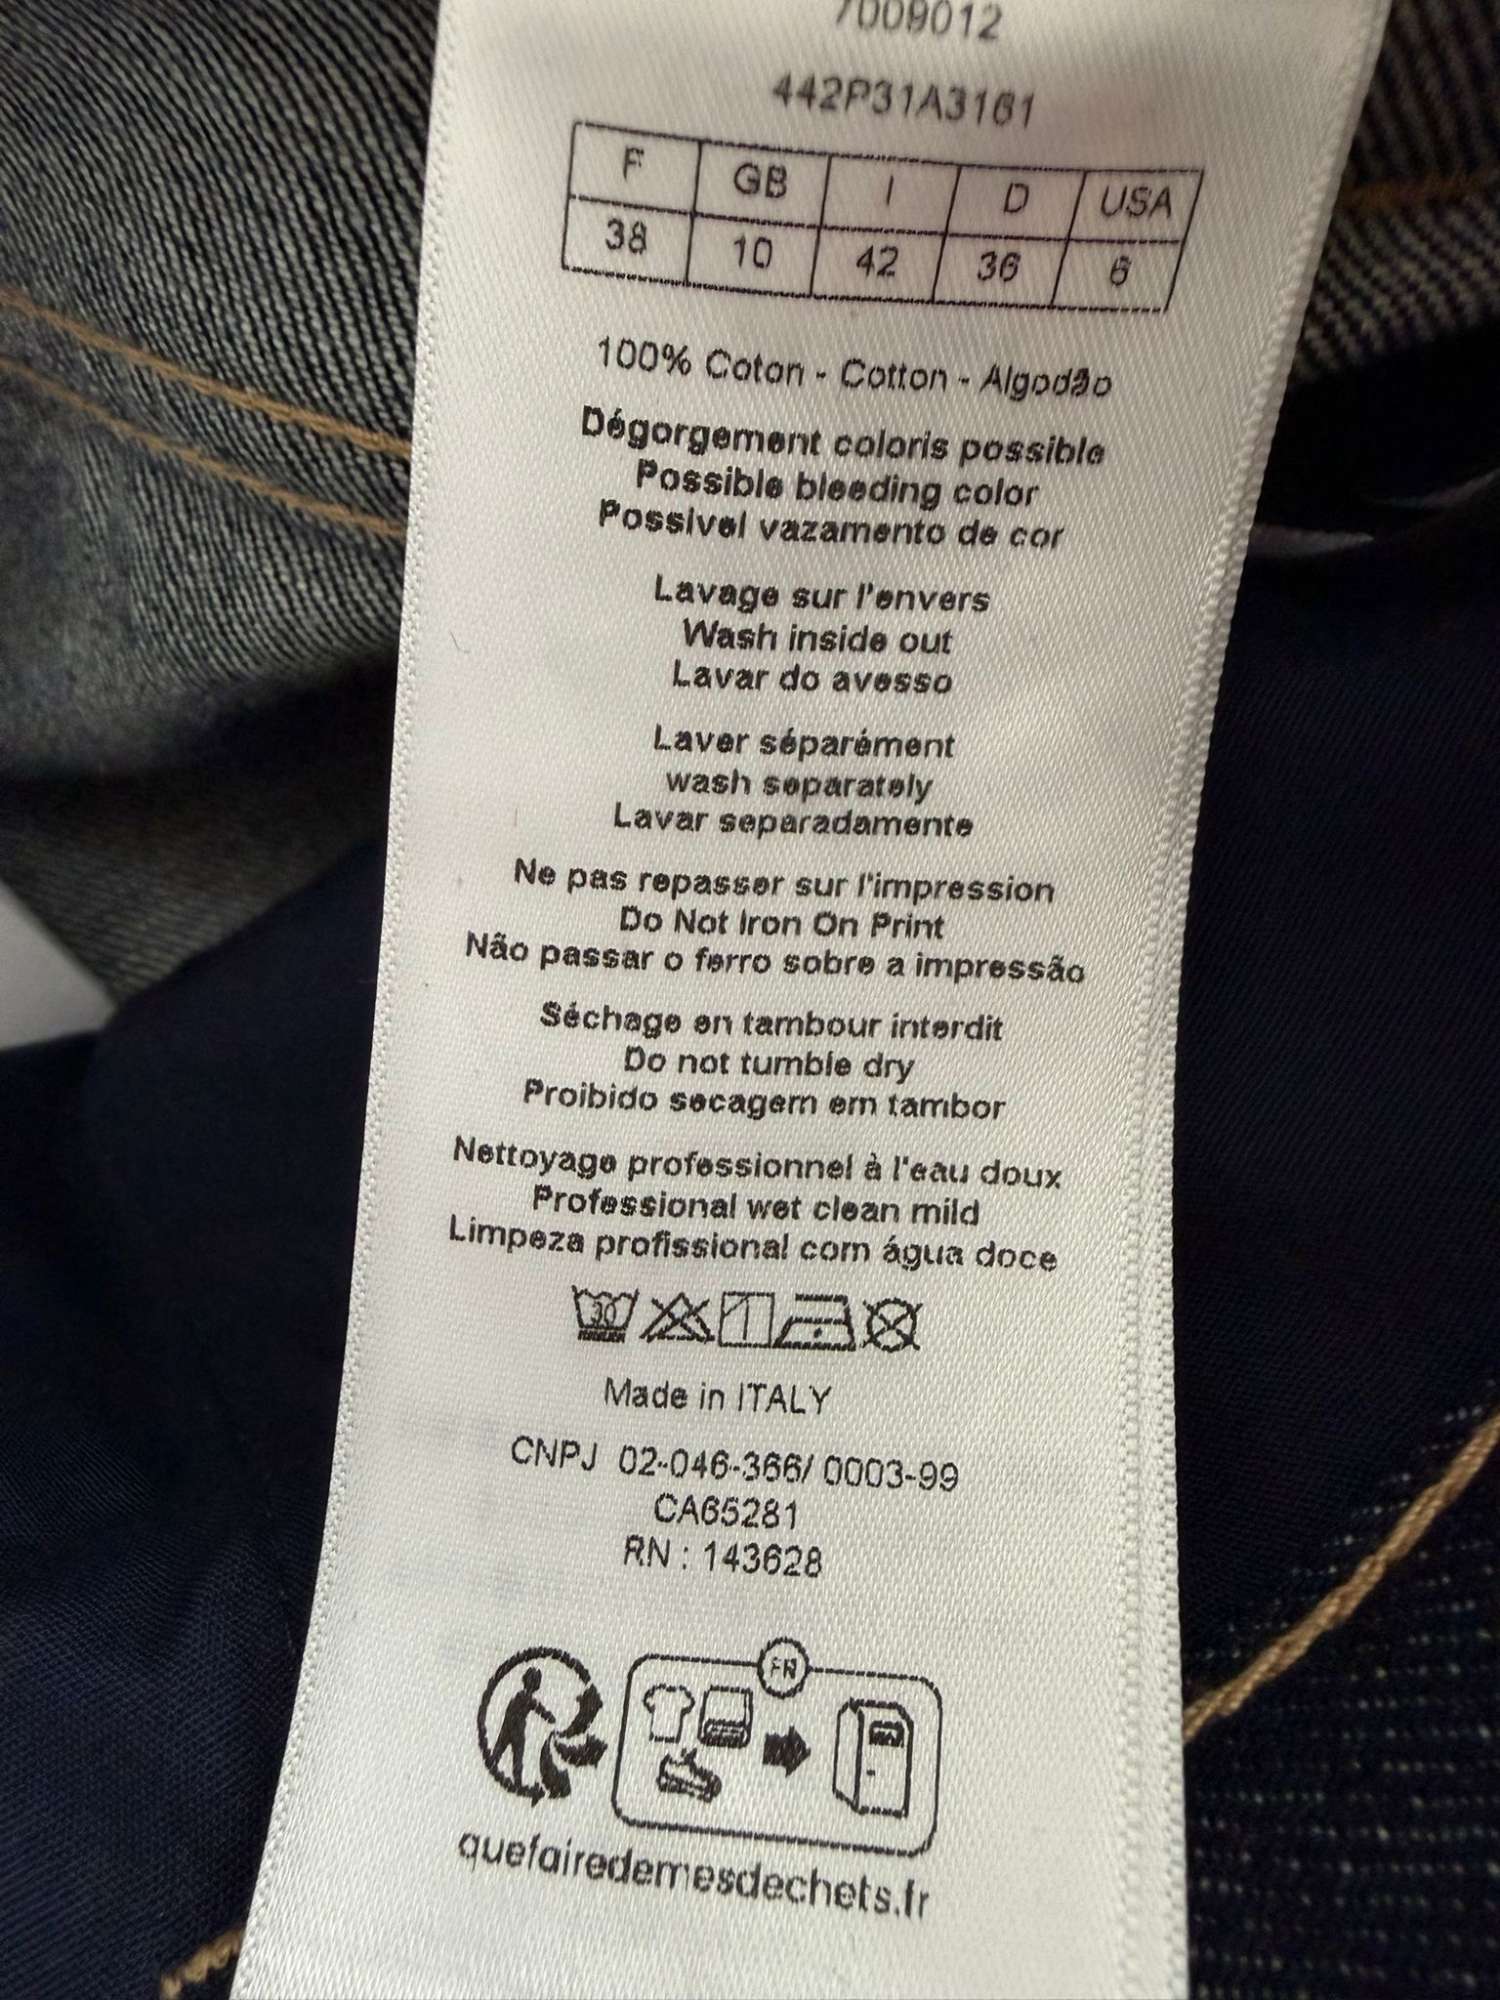 7009012
442P31A3161
F GB I D USA
38 10 42 36 6
100% Coton - Cotton - Algodão
Dégorgement coloris possible
Possible bleeding color
Possivel vazamento de cor
Lavage sur l'envers
Wash inside out
Lavar do avesso
Laver séparément
wash separately
Lavar separadamente
Ne pas repasser sur l'impression
Do Not Iron On Print
Não passar o ferro sobre a impressão
Séchage en tambour interdit
Do not tumble dry
Proibido secagem em tambor
Nettoyage professionnel à l'eau doux
Professional wet clean mild
Limpeza profissional com água doce
30
Made in ITALY
CNPJ 02-046-366/ 0003-99
CA65281
RN : 143628
FR
quefairedemesdechets.fr